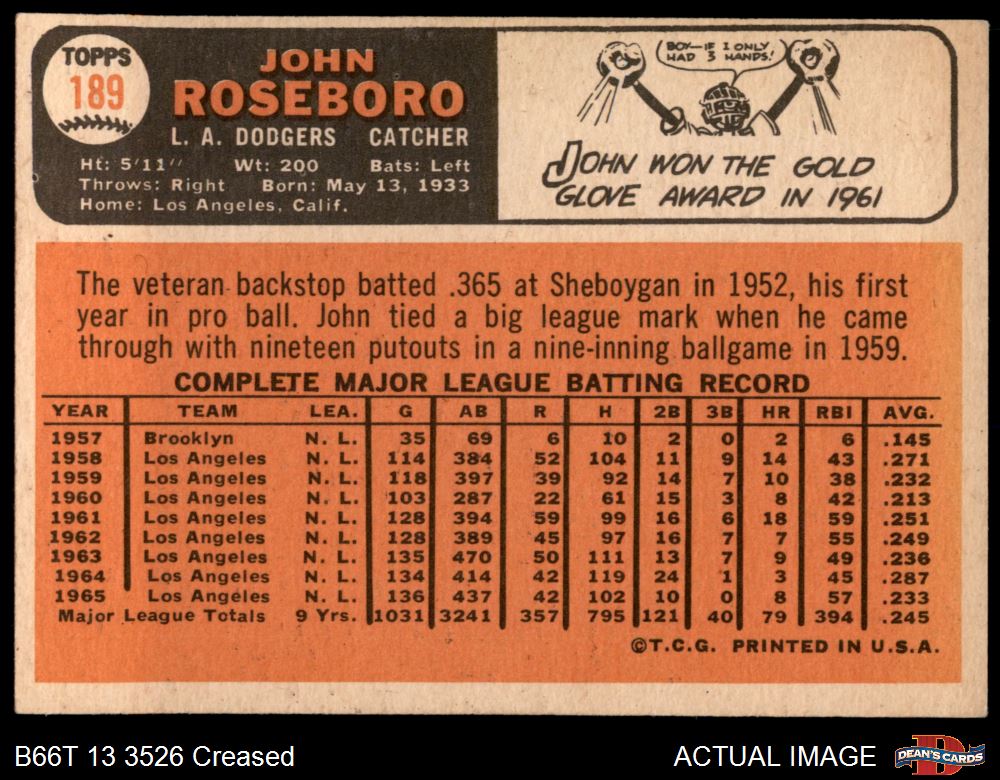 TOPPS
189
JOHN
ROSEBORO
L. A. DODGERS CATCHER
Ht: 5'11'' Wt: 200 Bats: Left
Throws: Right Born: May 13, 1933
Home: Los Angeles, Calif.
BOY—IF I ONLY
HAD 3 HANDS!
JOHN WON THE GOLD
GLOVE AWARD IN 1961
The veteran backstop batted .365 at Sheboygan in 1952, his first
year in pro ball. John tied a big league mark when he came
through with nineteen putouts in a nine-inning ballgame in 1959.
COMPLETE MAJOR LEAGUE BATTING RECORD
YEAR TEAM LEA. G AB R H 2B 3B HR RBI AVG.
1957 Brooklyn N. L. 35 69 6 10 2 0 2 6 .145
1958 Los Angeles N. L. 114 384 52 104 11 9 14 43 .271
1959 Los Angeles N. L. 118 397 39 92 14 7 10 38 .232
1960 Los Angeles N. L. 103 287 22 61 15 3 8 42 .213
1961 Los Angeles N. L. 128 394 59 99 16 6 18 59 .251
1962 Los Angeles N. L. 128 389 45 97 16 7 7 55 .249
1963 Los Angeles N. L. 135 470 50 111 13 7 9 49 .236
1964 Los Angeles N. L. 134 414 42 119 24 1 3 45 .287
1965 Los Angeles N. L. 136 437 42 102 10 0 8 57 .233
Major League Totals 9 Yrs. 1031 3241 357 795 121 40 79 394 .245
©T.C.G. PRINTED IN U.S.A.
B66T 13 3526 Creased
ACTUAL IMAGE
DEAN'S CARDS